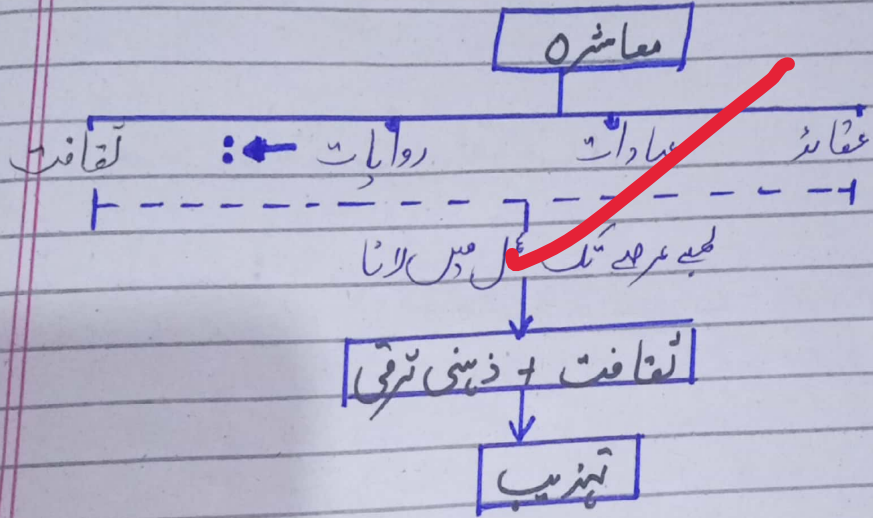 معاشرہ
عقائد عبادات روایات ← : ثقافت
لمبے عرصے تک عمل میں لانا
ثقافت + ذہنی ترقی
تہذیب